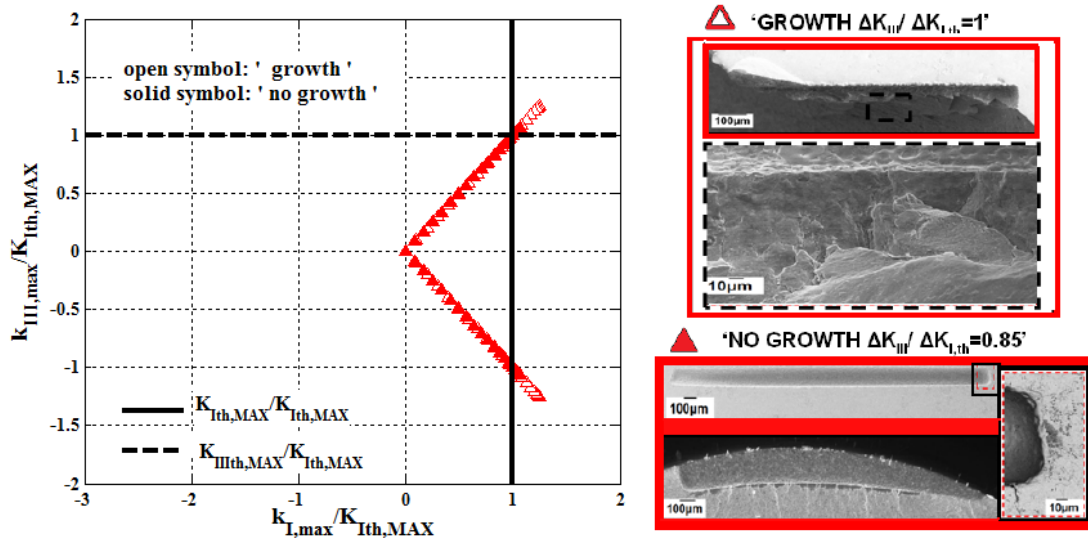 2
1.5
1
0.5
0
-0.5
-1
-1.5
-2
-3
-2
-1
0
1
2
k_III,max/K_Ith,MAX
k_I,max/K_Ith,MAX
open symbol: ' growth '
solid symbol: ' no growth '
K_Ith,MAX/K_Ith,MAX
K_IIIth,MAX/K_Ith,MAX
‘GROWTH ΔK_III/ ΔK_I,th=1’
100µm
10µm
‘NO GROWTH ΔK_III/ ΔK_I,th=0.85’
100µm
100µm
10µm